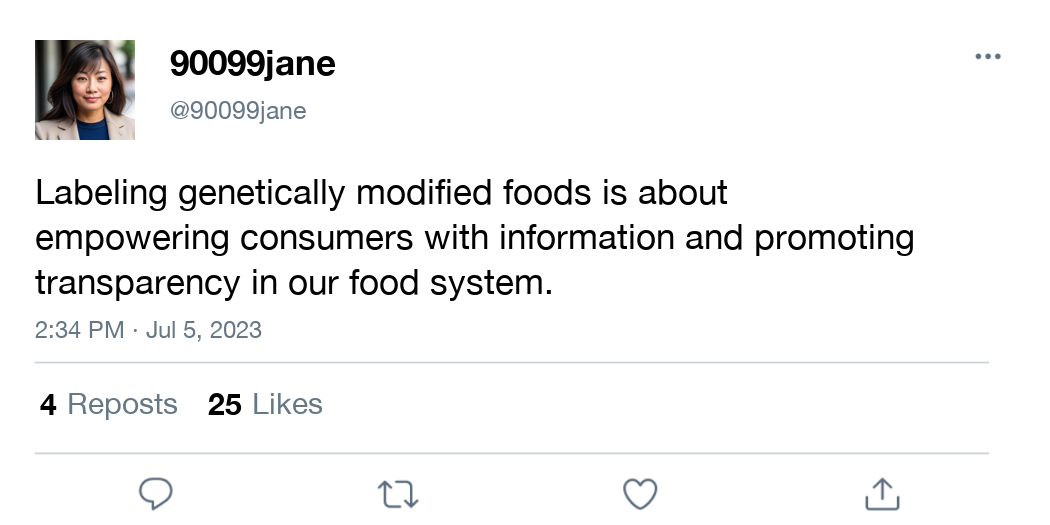 90099jane
@90099jane
Labeling genetically modified foods is about
empowering consumers with information and promoting
transparency in our food system.
2:34 PM · Jul 5, 2023
4 Reposts 25 Likes